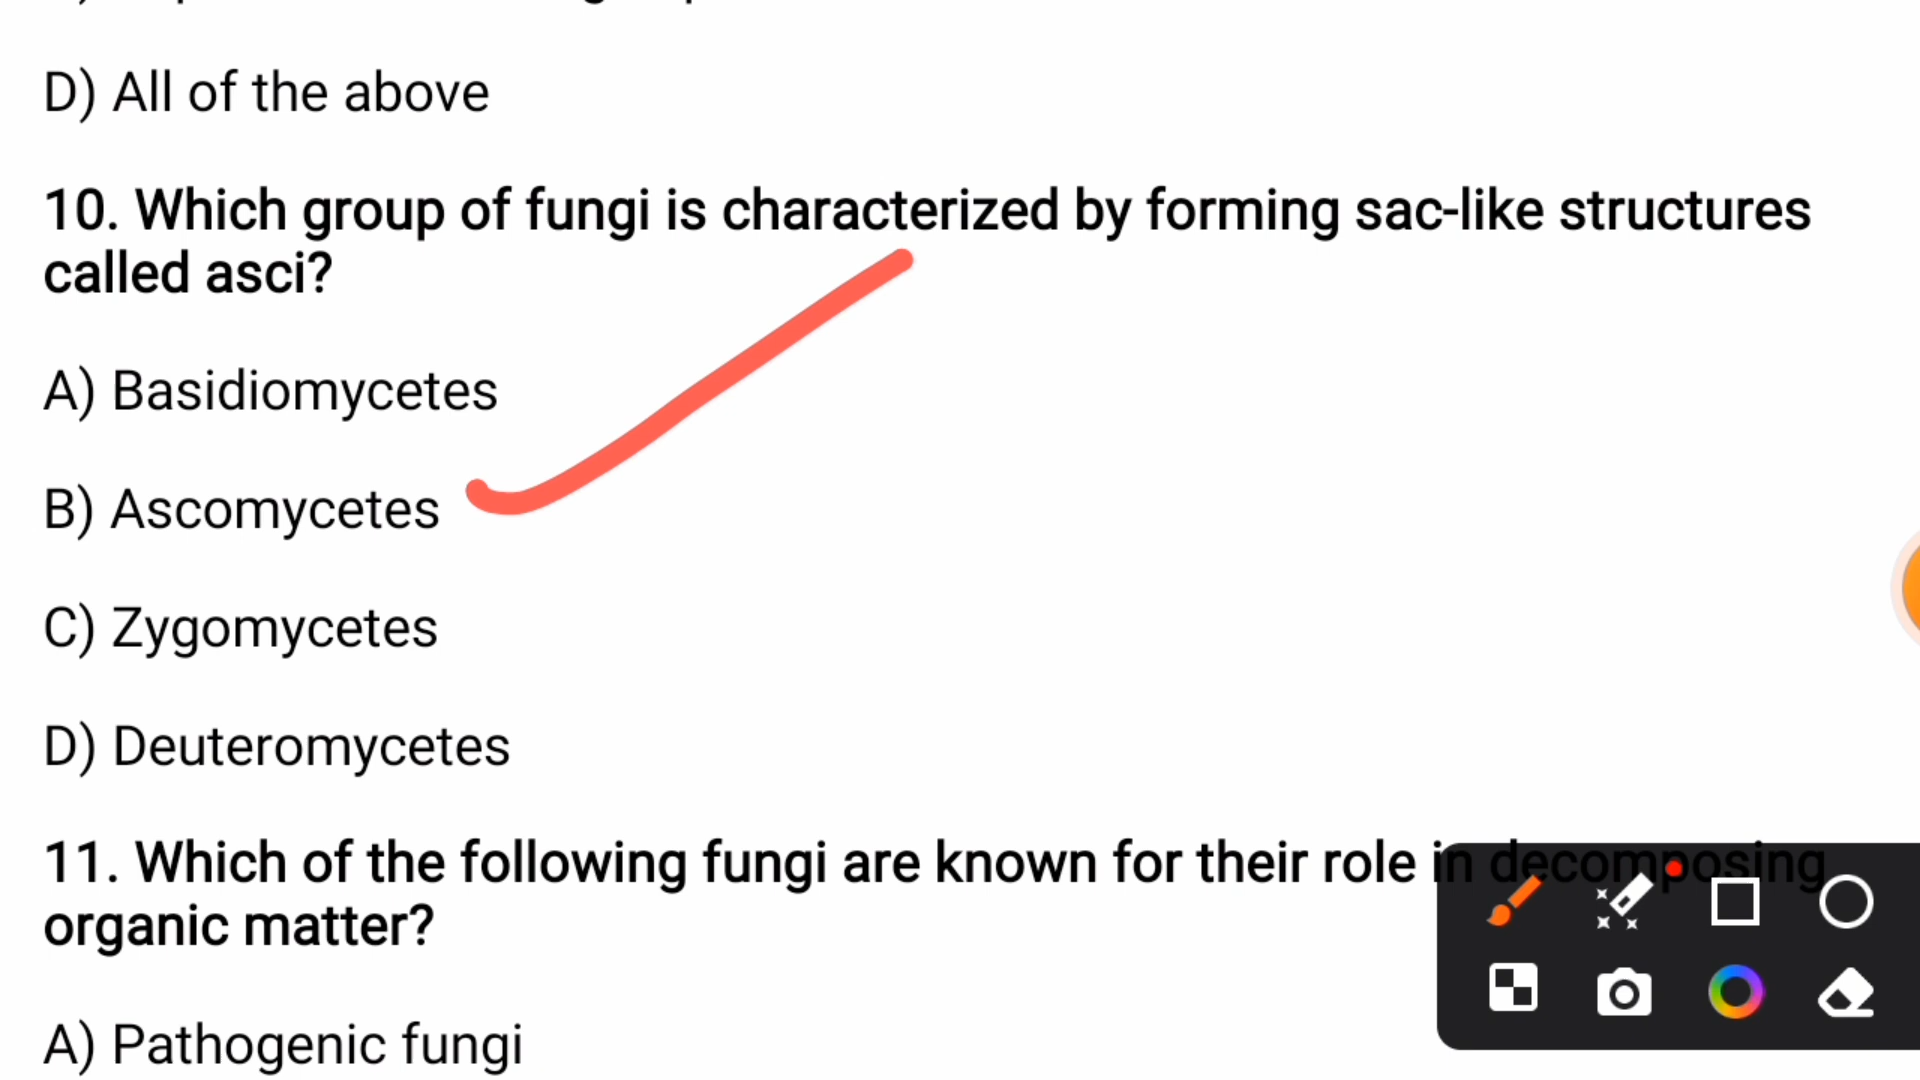 D) All of the above
10. Which group of fungi is characterized by forming sac-like structures
called asci?
A) Basidiomycetes
B) Ascomycetes
C) Zygomycetes
D) Deuteromycetes
11. Which of the following fungi are known for their role in decomposing
organic matter?
A) Pathogenic fungi